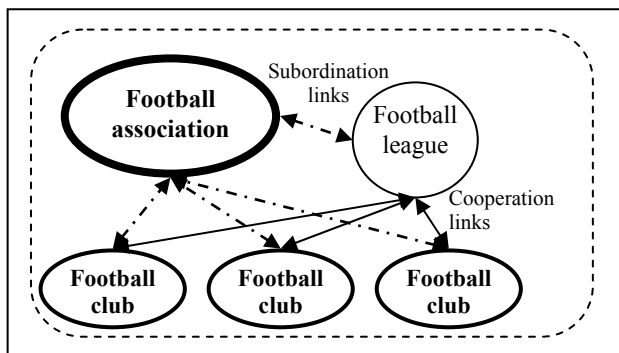 Subordination
links
Football
association
Football
league
Cooperation
links
Football
club
Football
club
Football
club